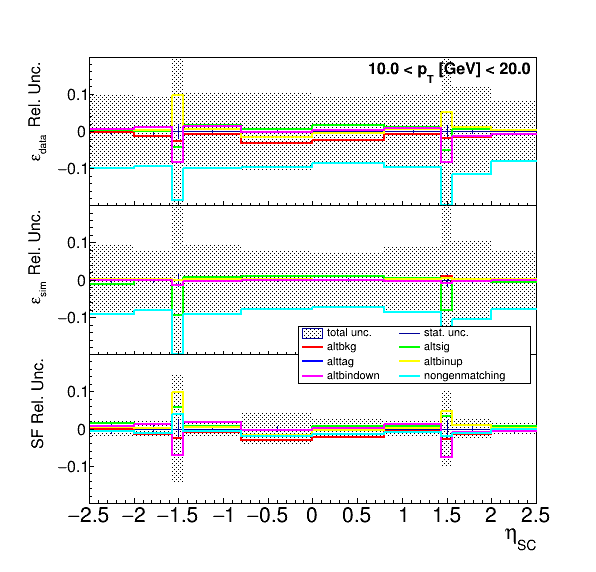 10.0 < p_T [GeV] < 20.0
ε_data Rel. Unc.
0.1
0
−0.1
ε_sim Rel. Unc.
0.1
0
−0.1
total unc. stat. unc.
altbkg altsig
alttag altbinup
altbindown nongenmatching
SF Rel. Unc.
0.1
0
−0.1
−2.5 −2 −1.5 −1 −0.5 0 0.5 1 1.5 2 2.5
η_SC